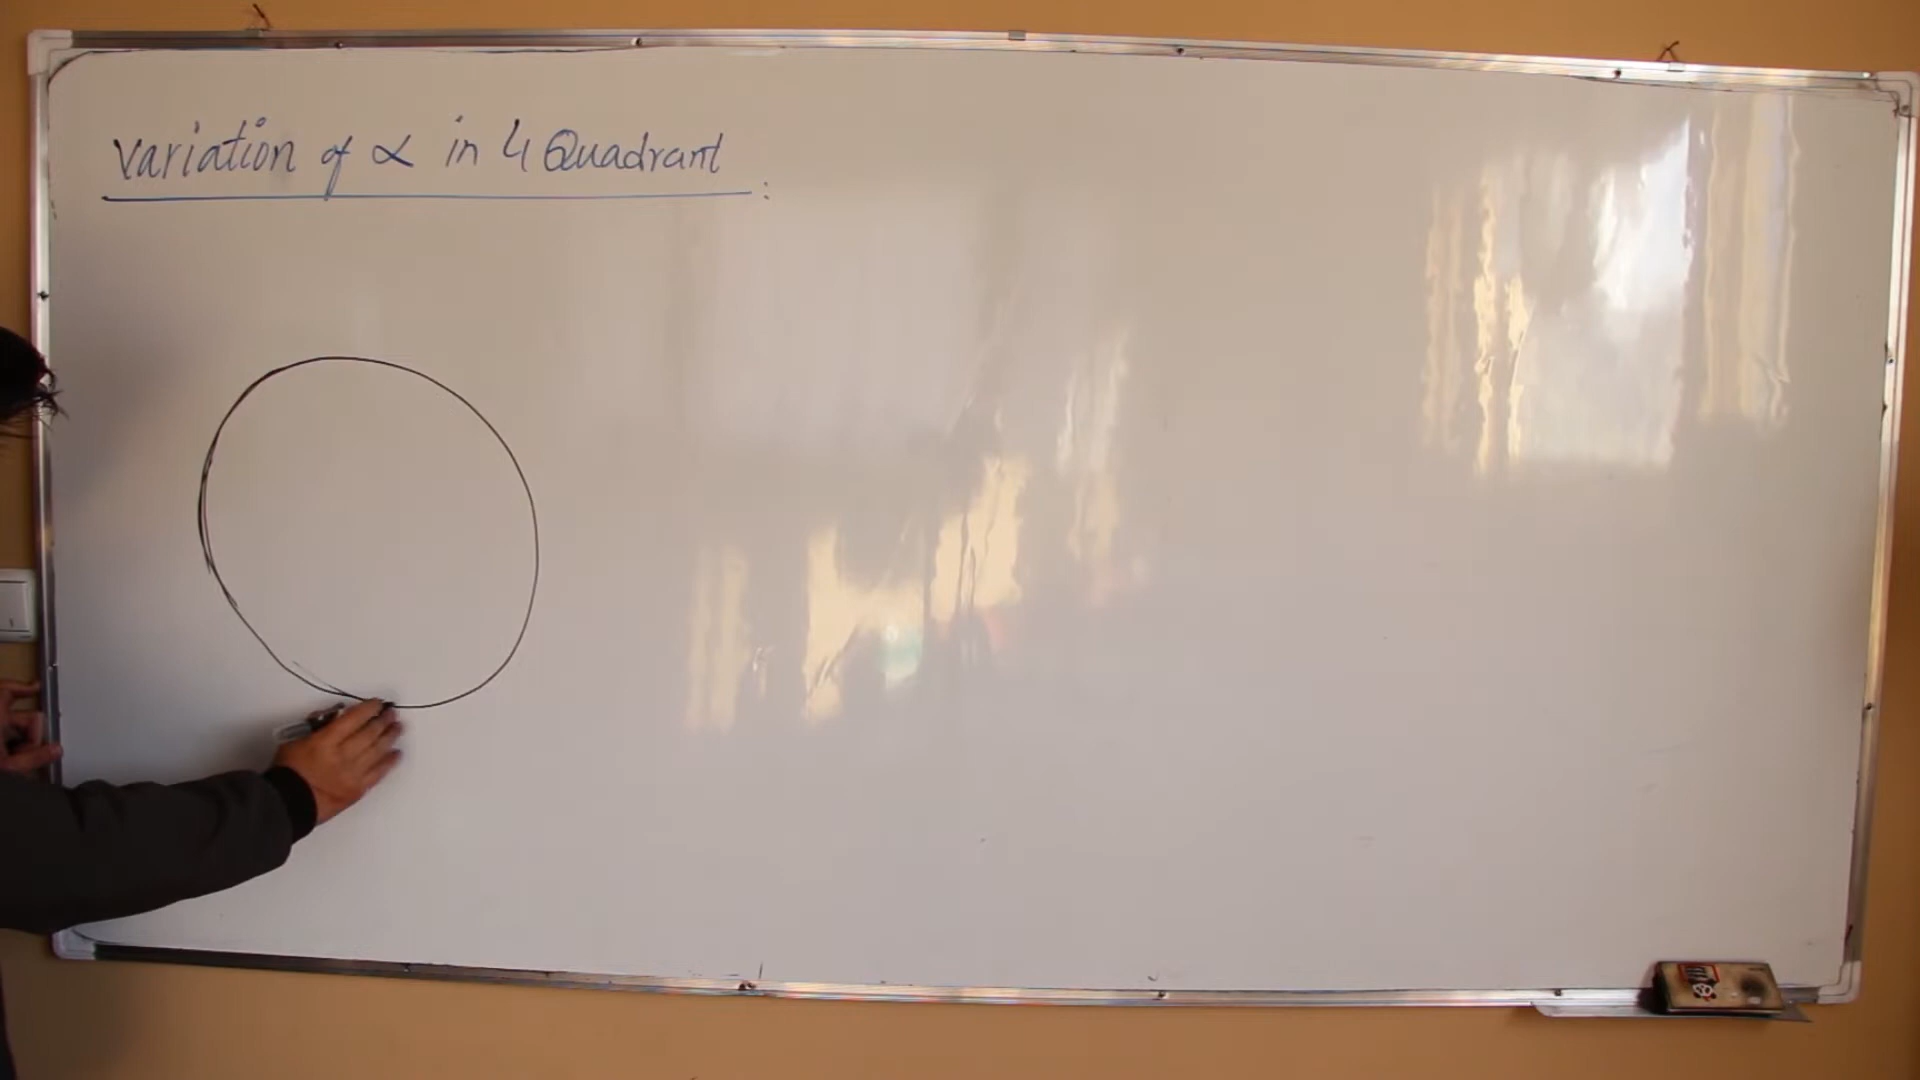 Variation of α in 4 Quadrant :